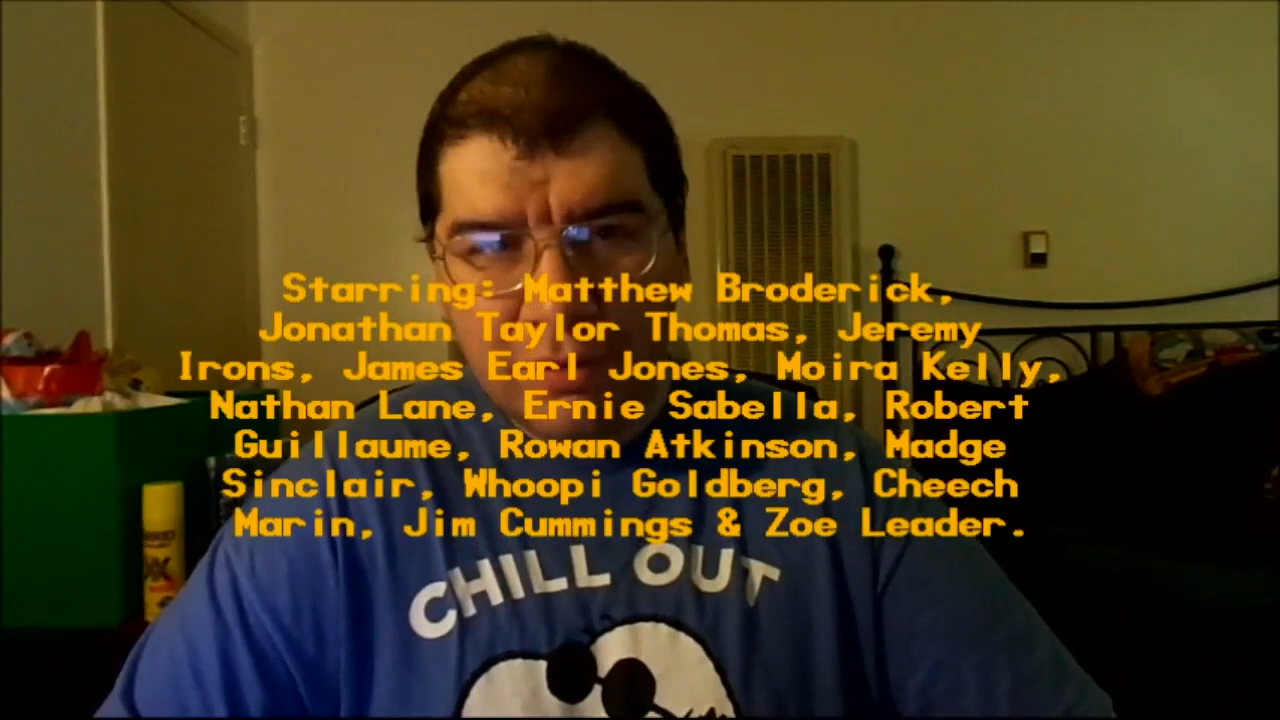 Starring: Matthew Broderick,
Jonathan Taylor Thomas, Jeremy
Irons, James Earl Jones, Moira Kelly,
Nathan Lane, Ernie Sabella, Robert
Guillaume, Rowan Atkinson, Madge
Sinclair, Whoopi Goldberg, Cheech
Marin, Jim Cummings & Zoe Leader.
CHILL OUT